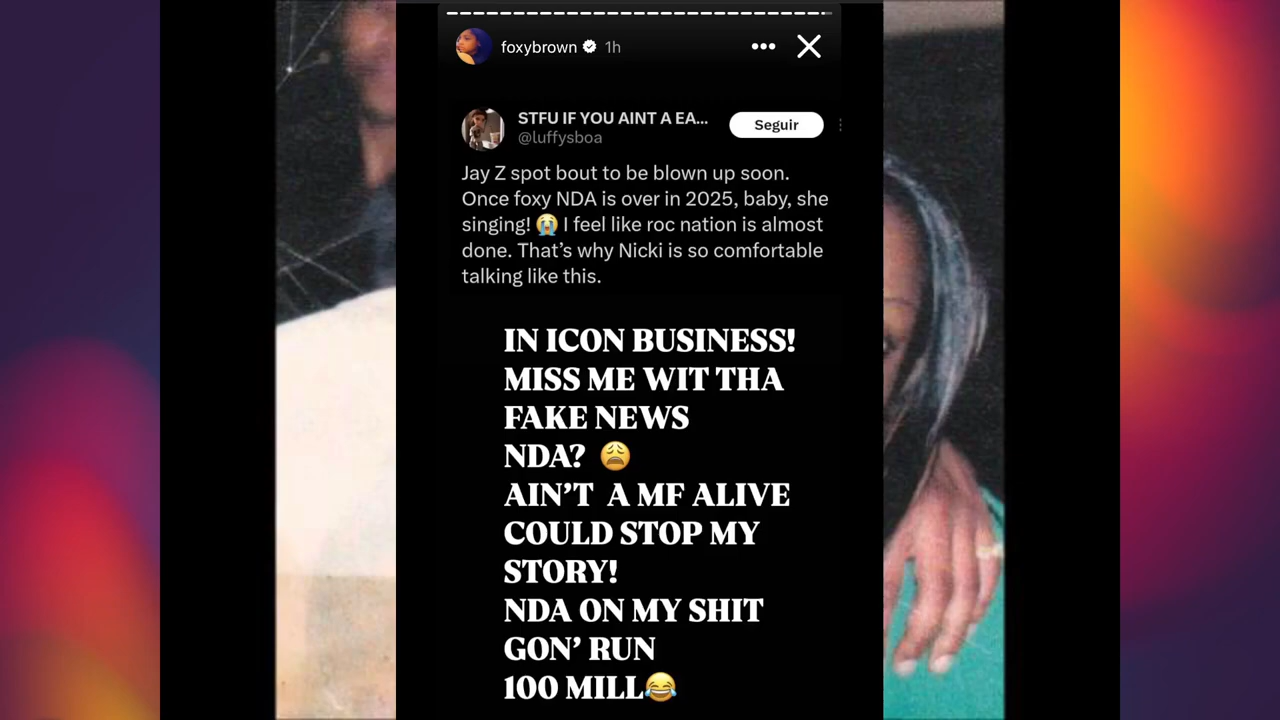 foxybrown 1h
STFU IF YOU AINT A EA...
Seguir
@luffysboa
Jay Z spot bout to be blown up soon.
Once foxy NDA is over in 2025, baby, she
singing! 😭 I feel like roc nation is almost
done. That’s why Nicki is so comfortable
talking like this.
IN ICON BUSINESS!
MISS ME WIT THA
FAKE NEWS
NDA? 😩
AIN’T A MF ALIVE
COULD STOP MY
STORY!
NDA ON MY SHIT
GON’ RUN
100 MILL😂